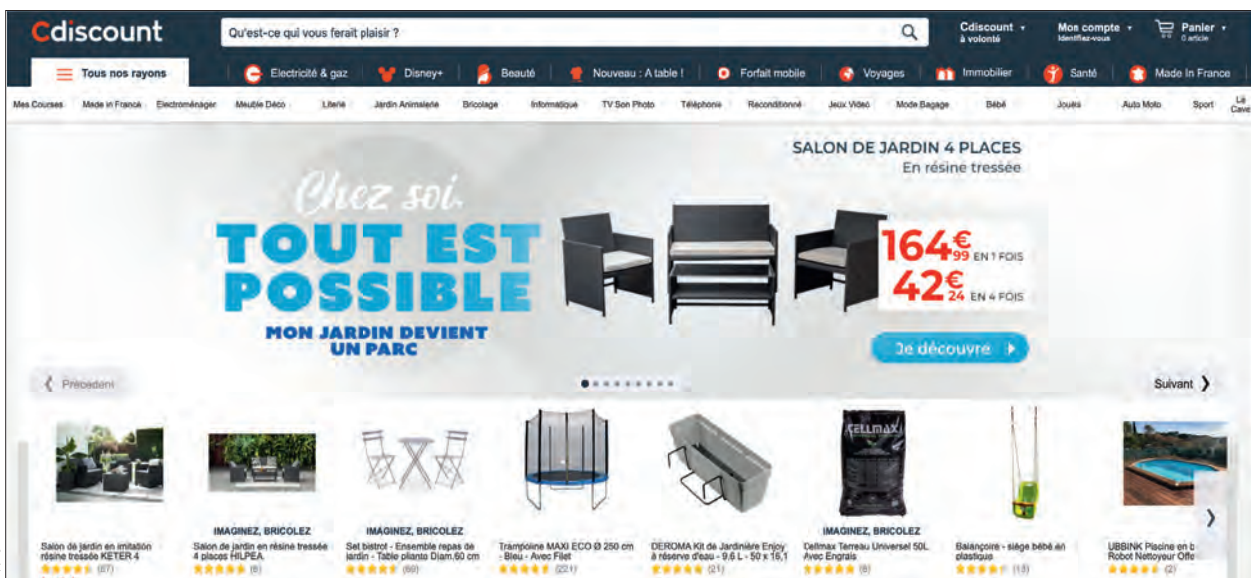 Cdiscount
Qu'est-ce qui vous ferait plaisir ?
Cdiscount
à volonté
Mon compte
Identifiez-vous
Panier
0 article
Tous nos rayons
Electricité & gaz
Disney+
Beauté
Nouveau : A table !
Forfait mobile
Voyages
Immobilier
Santé
Made In France
Mes Courses
Made in France
Electroménager
Meuble Déco
Literie
Jardin Animalerie
Bricolage
Informatique
TV Son Photo
Téléphonie
Reconditionné
Jeux Vidéo
Mode Bagage
Bébé
Jouets
Auto Moto
Sport
La
Cave
SALON DE JARDIN 4 PLACES
En résine tressée
Chez soi,
TOUT EST
POSSIBLE
MON JARDIN DEVIENT
UN PARC
164€99 EN 1 FOIS
42€24 EN 4 FOIS
Je découvre
Précédent
Suivant
CELLMAX
Salon de jardin en imitation
résine tressée KETER 4
(67)
IMAGINEZ, BRICOLEZ
Salon de jardin en résine tressée
4 places HILPEA
(6)
IMAGINEZ, BRICOLEZ
Set bistrot - Ensemble repas de
jardin - Table pliante Diam.60 cm
(69)
Trampoline MAXI ECO Ø 250 cm
- Bleu - Avec Filet
(221)
DEROMA Kit de Jardinière Enjoy
à réserve d'eau - 9,6 L - 50 x 16,1
(21)
IMAGINEZ, BRICOLEZ
Cellmax Terreau Universel 50L
Avec Engrais
(8)
Balançoire - siège bébé en
plastique
(13)
UBBINK Piscine en b
Robot Nettoyeur Offe
(2)